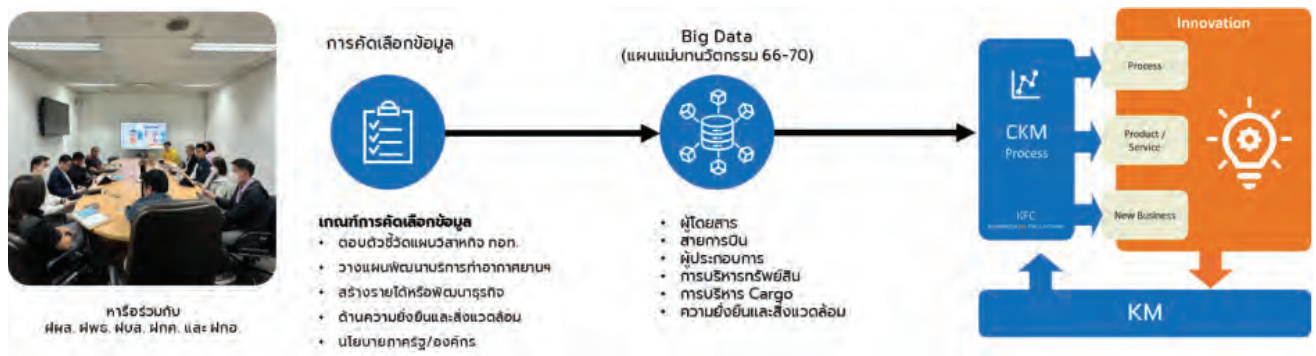 หารือร่วมกับ
ฝผส. ฝพธ. ฝบส. ฝกค. และ ฝกอ.
การคัดเลือกข้อมูล
เกณฑ์การคัดเลือกข้อมูล
• ตอบตัวชี้วัดแผนวิสาหกิจ ทอท.
• วางแผนพัฒนาบริการท่าอากาศยานฯ
• สร้างรายได้หรือพัฒนาธุรกิจ
• ด้านความยั่งยืนและสิ่งแวดล้อม
• นโยบายภาครัฐ/องค์กร
Big Data
(แผนแม่บทนวัตกรรม 66-70)
• ผู้โดยสาร
• สายการบิน
• ผู้ประกอบการ
• การบริหารทรัพย์สิน
• การบริหาร Cargo
• ความยั่งยืนและสิ่งแวดล้อม
CKM
Process
KFC
Innovation
Process
Product /
Service
New Business
KM